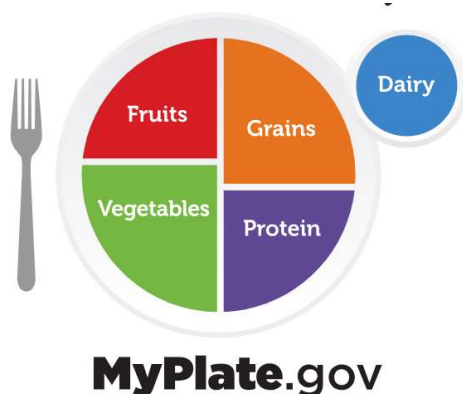 Dairy
Fruits
Grains
Vegetables
Protein
MyPlate.gov